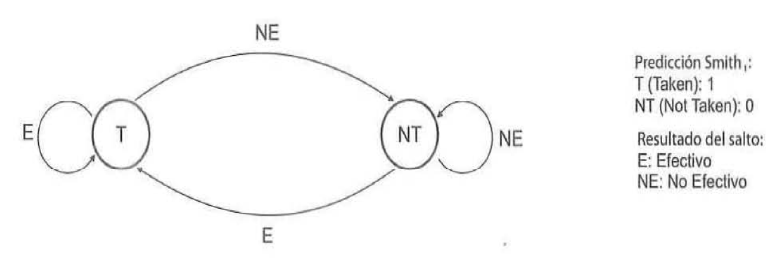 NE
E
T
NT
NE
E
Predicción Smith₁:
T (Taken): 1
NT (Not Taken): 0
Resultado del salto:
E: Efectivo
NE: No Efectivo